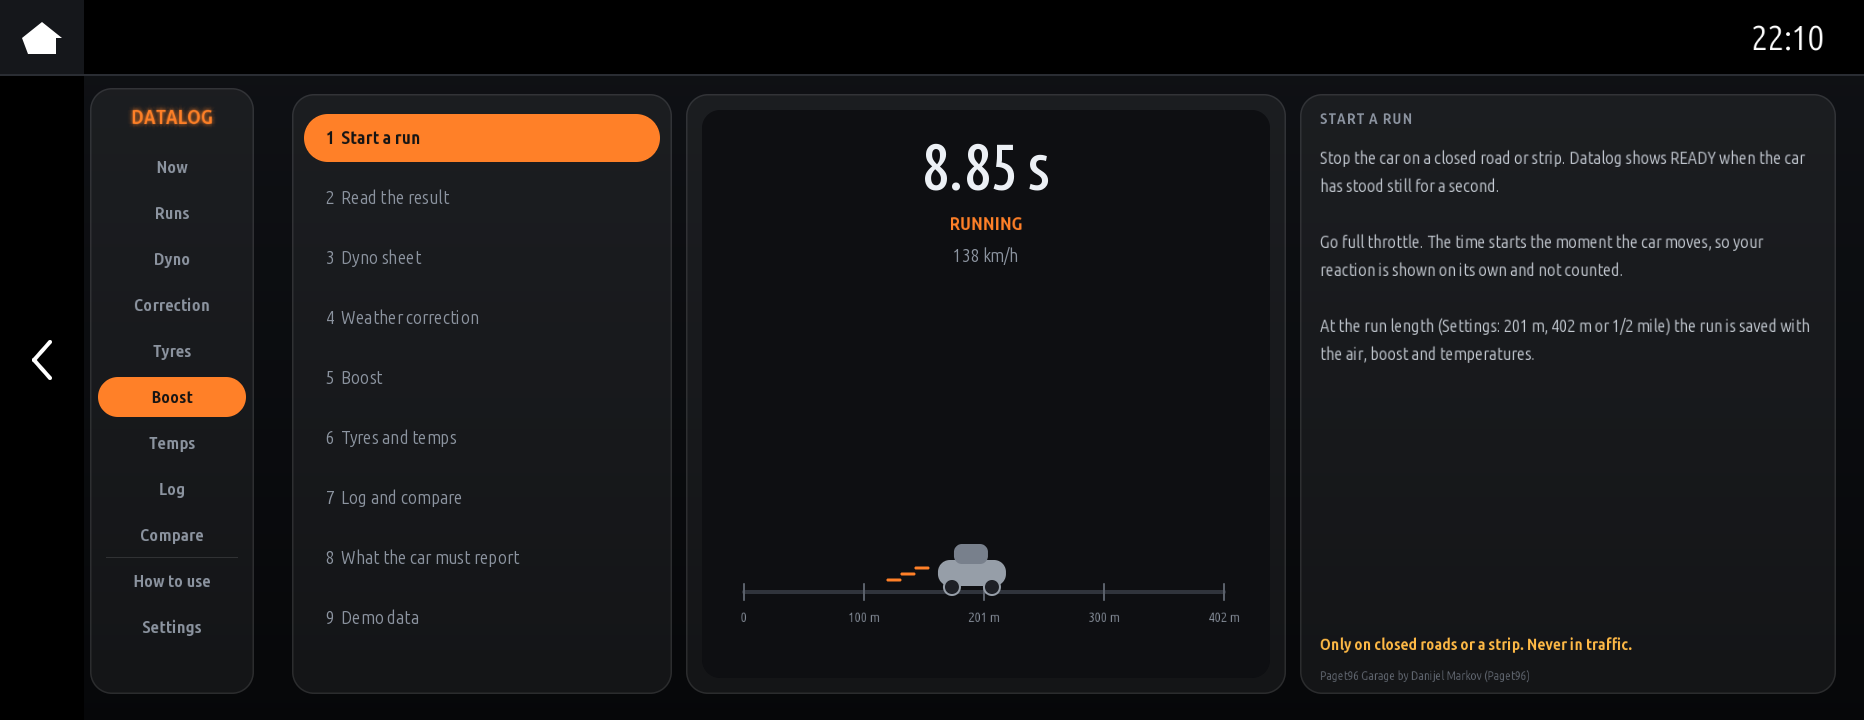 22:10
DATALOG
Now
Runs
Dyno
Correction
Tyres
Boost
Temps
Log
Compare
How to use
Settings
1 Start a run
2 Read the result
3 Dyno sheet
4 Weather correction
5 Boost
6 Tyres and temps
7 Log and compare
8 What the car must report
9 Demo data
8.85 s
RUNNING
138 km/h
0 100 m 201 m 300 m 402 m
START A RUN
Stop the car on a closed road or strip. Datalog shows READY when the car
has stood still for a second.
Go full throttle. The time starts the moment the car moves, so your
reaction is shown on its own and not counted.
At the run length (Settings: 201 m, 402 m or 1/2 mile) the run is saved with
the air, boost and temperatures.
Only on closed roads or a strip. Never in traffic.
Paget96 Garage by Danijel Markov (Paget96)